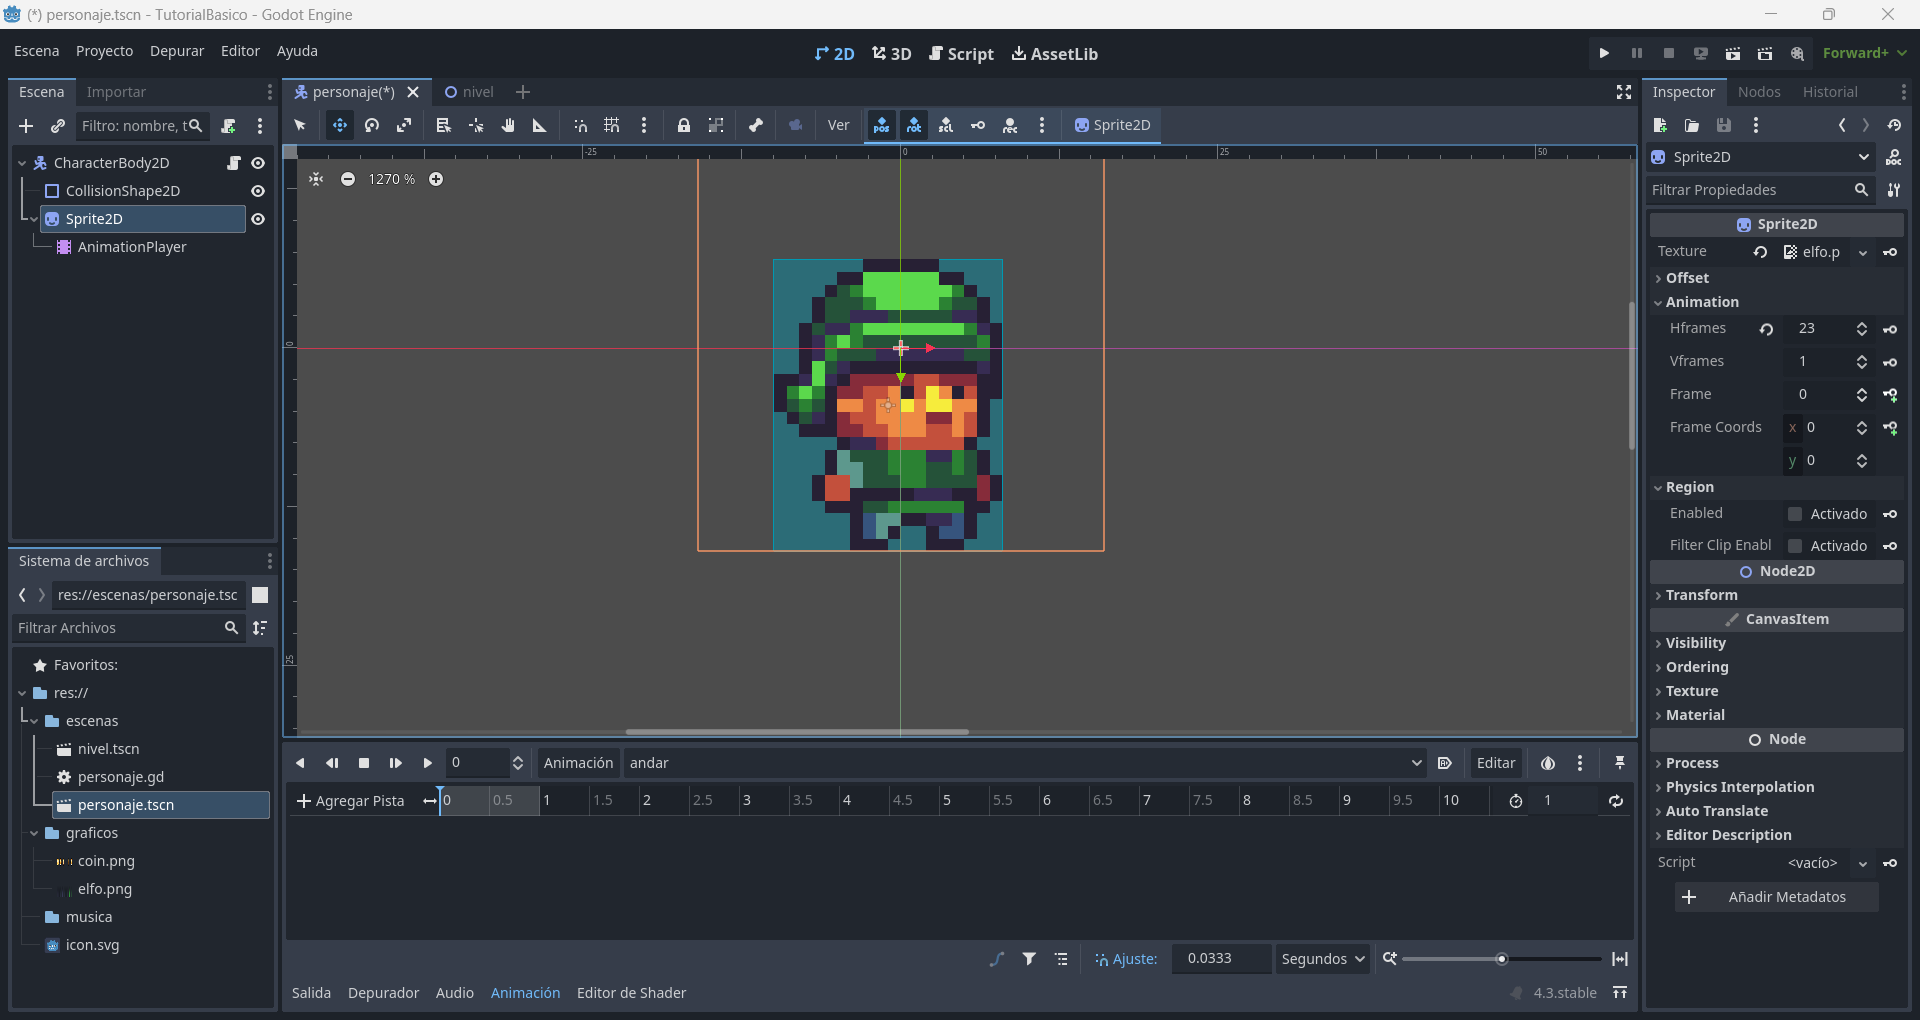 (*) personaje.tscn - TutorialBasico - Godot Engine
Escena Proyecto Depurar Editor Ayuda
2D 3D Script AssetLib
Forward+
Escena Importar
Filtro: nombre, t
CharacterBody2D
CollisionShape2D
Sprite2D
AnimationPlayer
Sistema de archivos
res://escenas/personaje.tsc
Filtrar Archivos
Favoritos:
res://
escenas
nivel.tscn
personaje.gd
personaje.tscn
graficos
coin.png
elfo.png
musica
icon.svg
personaje(*) nivel
Ver pos rot scl rec Sprite2D
-25 0 25 50
1270 %
0
25
0 Animación andar Editar
Agregar Pista 0 0.5 1 1.5 2 2.5 3 3.5 4 4.5 5 5.5 6 6.5 7 7.5 8 8.5 9 9.5 10 1
Ajuste: 0.0333 Segundos
Salida Depurador Audio Animación Editor de Shader 4.3.stable
Inspector Nodos Historial
Sprite2D DOC
Filtrar Propiedades
Sprite2D
Texture elfo.p
Offset
Animation
Hframes 23
Vframes 1
Frame 0
Frame Coords x 0
y 0
Region
Enabled Activado
Filter Clip Enabl Activado
Node2D
Transform
CanvasItem
Visibility
Ordering
Texture
Material
Node
Process
Physics Interpolation
Auto Translate
Editor Description
Script <vacío>
Añadir Metadatos